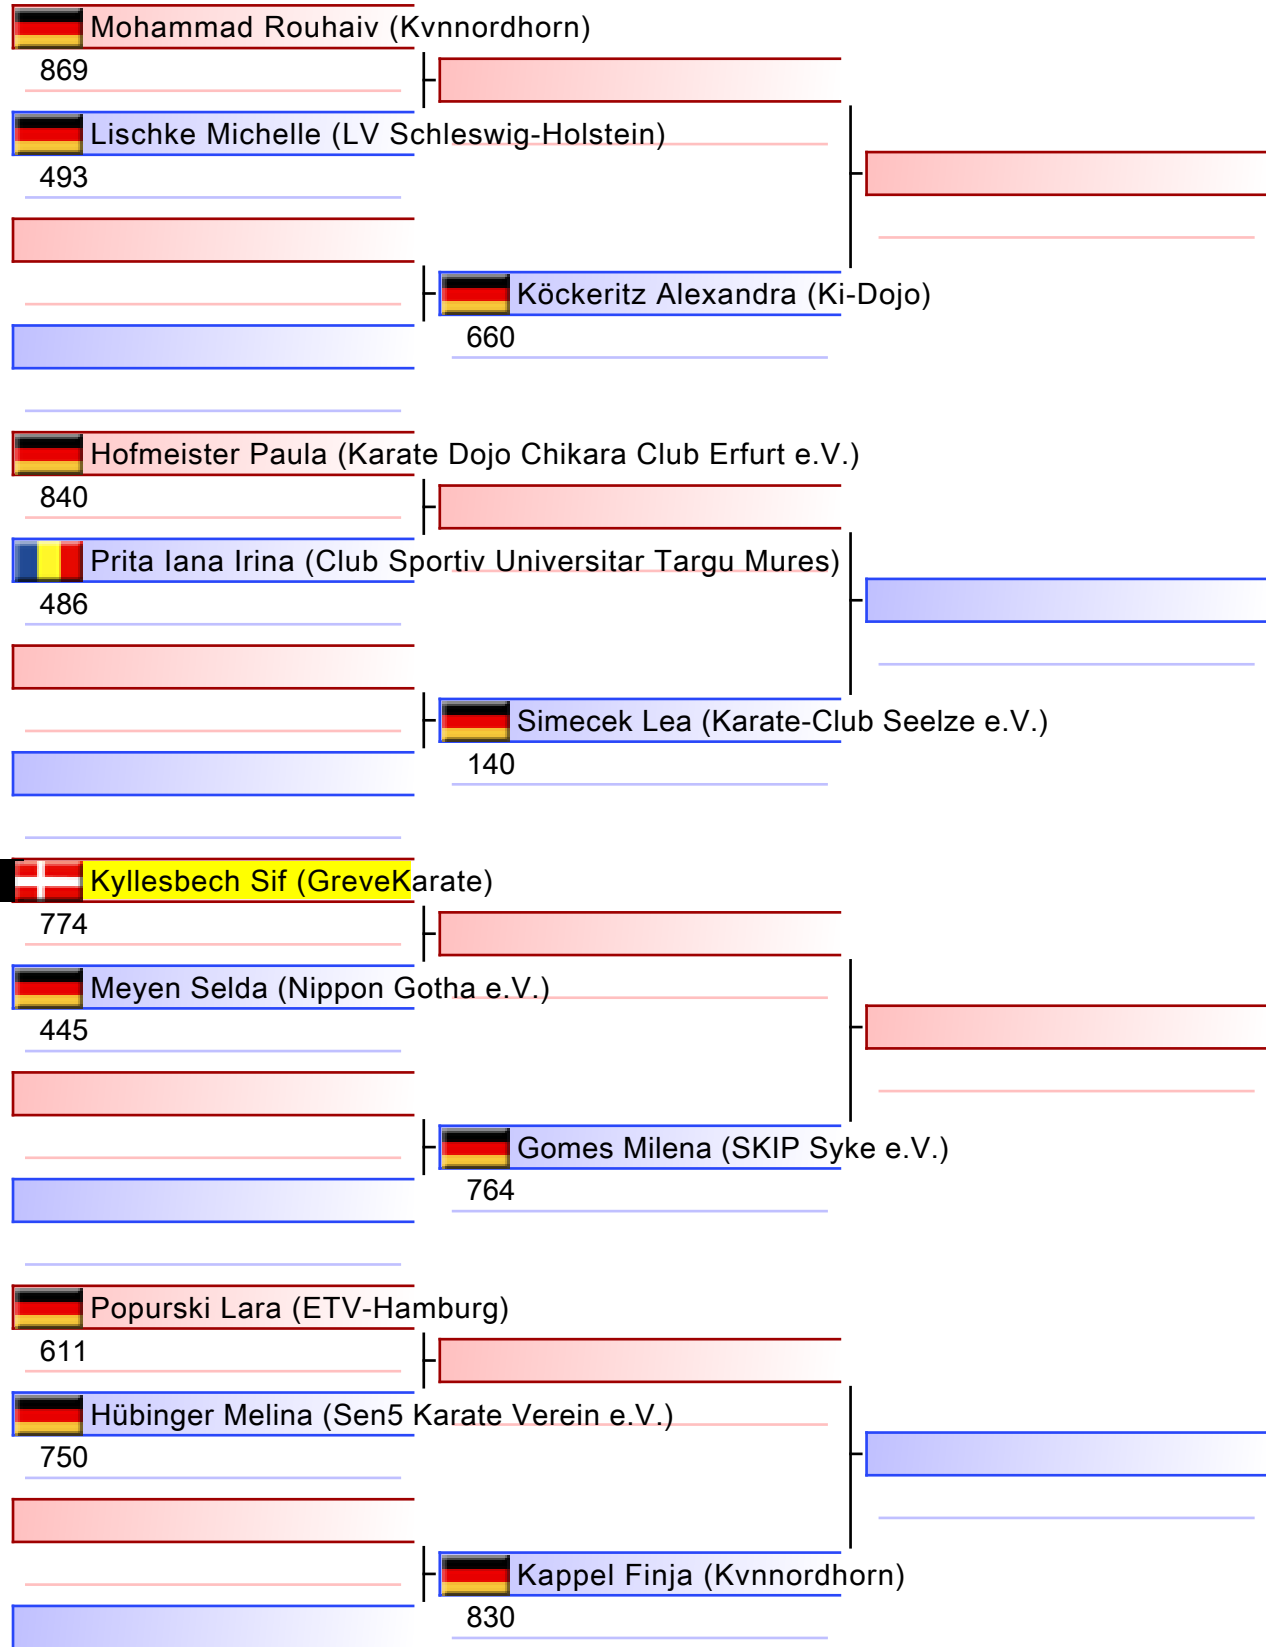 Mohammad Rouhaiv (Kvnnordhorn)
869
Lischke Michelle (LV Schleswig-Holstein)
493
Köckeritz Alexandra (Ki-Dojo)
660
Hofmeister Paula (Karate Dojo Chikara Club Erfurt e.V.)
840
Prita Iana Irina (Club Sportiv Universitar Targu Mures)
486
Simecek Lea (Karate-Club Seelze e.V.)
140
Kyllesbech Sif (GreveKarate)
774
Meyen Selda (Nippon Gotha e.V.)
445
Gomes Milena (SKIP Syke e.V.)
764
Popurski Lara (ETV-Hamburg)
611
Hübinger Melina (Sen5 Karate Verein e.V.)
750
Kappel Finja (Kvnnordhorn)
830